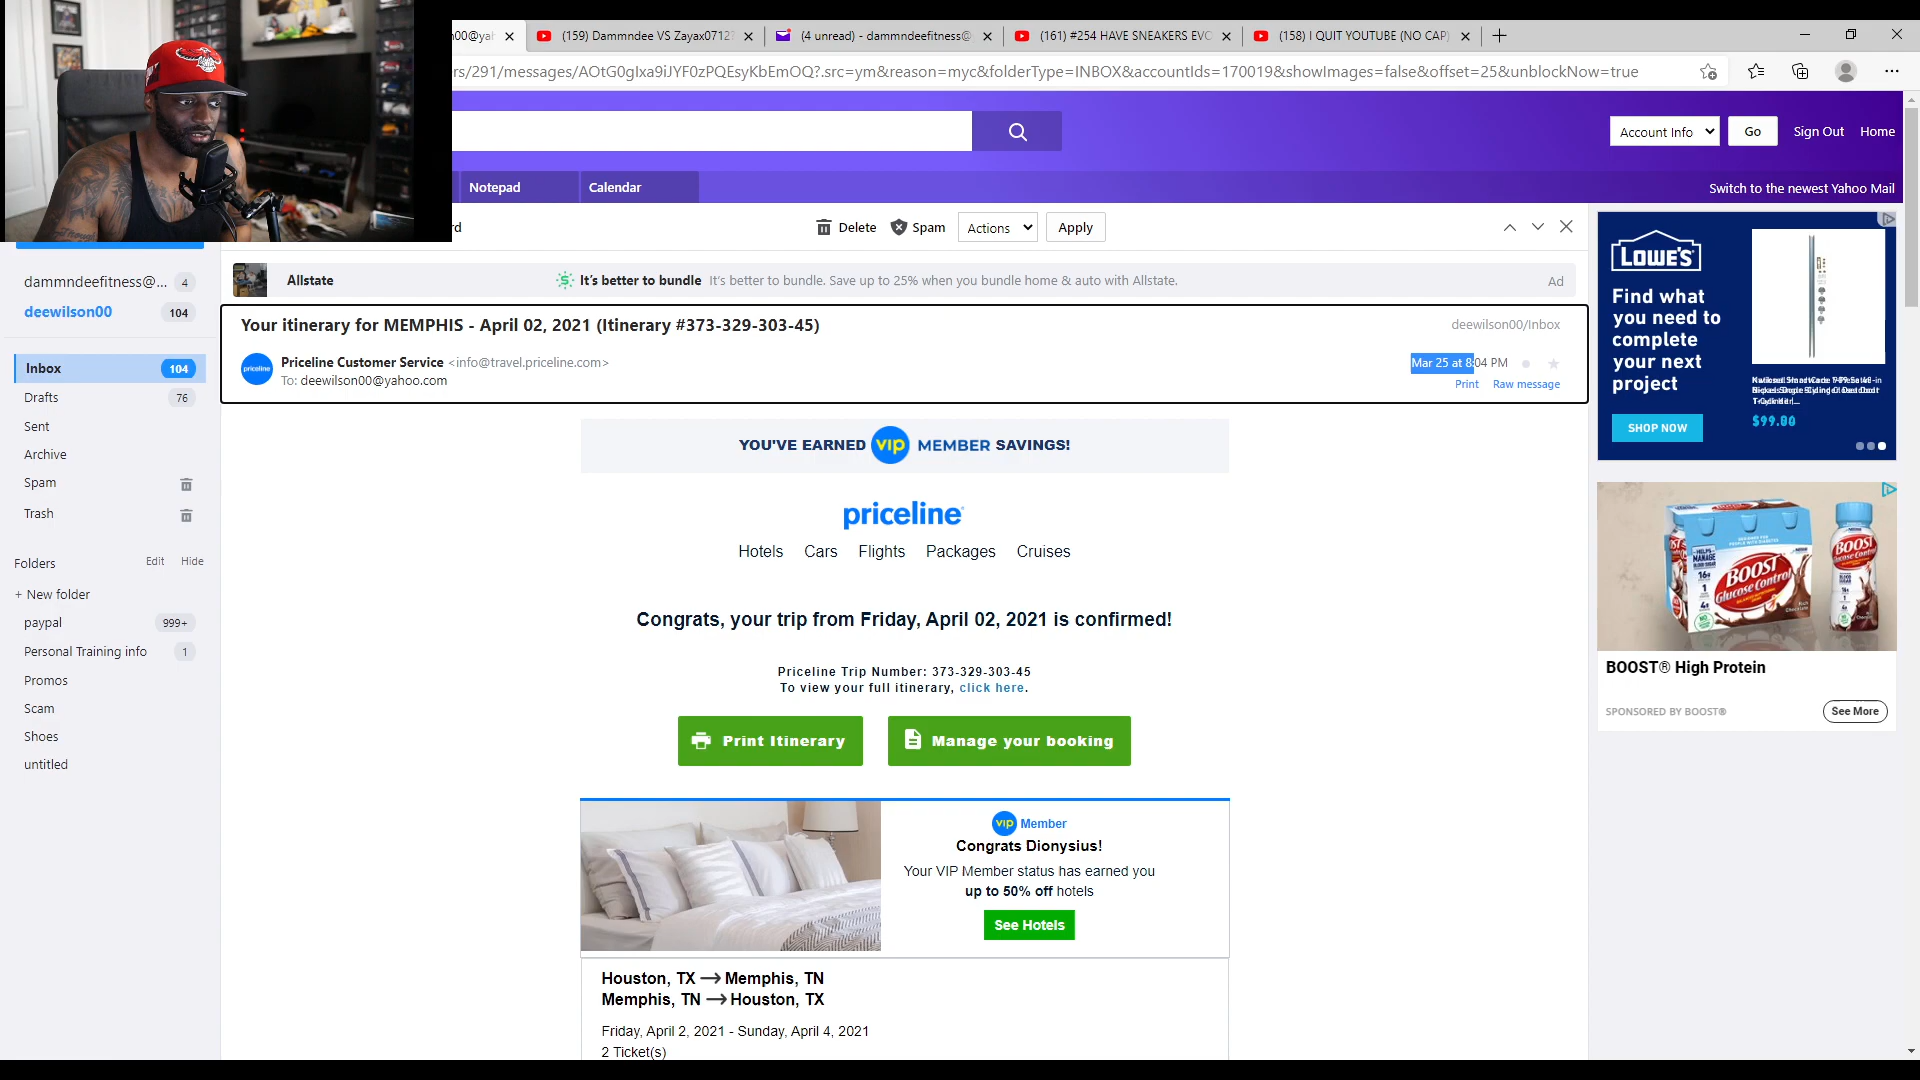 n00@yah
(159) Dammndee VS Zayax0712?
(4 unread) - dammndeefitness@
(161) #254 HAVE SNEAKERS EVO
(158) I QUIT YOUTUBE (NO CAP)
rs/291/messages/AOtG0gIxa9iJYF0zPQEsyKbEmOQ?.src=ym&reason=myc&folderType=INBOX&accountIds=170019&showImages=false&offset=25&unblockNow=true
Account Info
Go
Sign Out
Home
Notepad
Calendar
Switch to the newest Yahoo Mail
rd
Delete
Spam
Actions
Apply
dammndeefitness@... 4
deewilson00 104
Inbox 104
Drafts 76
Sent
Archive
Spam
Trash
Folders Edit Hide
+ New folder
paypal 999+
Personal Training info 1
Promos
Scam
Shoes
untitled
Allstate
It's better to bundle It's better to bundle. Save up to 25% when you bundle home & auto with Allstate.
Ad
Your itinerary for MEMPHIS - April 02, 2021 (Itinerary #373-329-303-45)
deewilson00/Inbox
priceline
Priceline Customer Service <info@travel.priceline.com>
Mar 25 at 8:04 PM
To: deewilson00@yahoo.com
Print Raw message
YOU'VE EARNED VIP MEMBER SAVINGS!
priceline
Hotels Cars Flights Packages Cruises
Congrats, your trip from Friday, April 02, 2021 is confirmed!
Priceline Trip Number: 373-329-303-45
To view your full itinerary, click here.
Print Itinerary
Manage your booking
VIP Member
Congrats Dionysius!
Your VIP Member status has earned you
up to 50% off hotels
See Hotels
Houston, TX → Memphis, TN
Memphis, TN → Houston, TX
Friday, April 2, 2021 - Sunday, April 4, 2021
2 Ticket(s)
LOWE'S
Find what
you need to
complete
your next
project
SHOP NOW
BOOST
Glucose Control
BOOST
BOOST® High Protein
SPONSORED BY BOOST®
See More